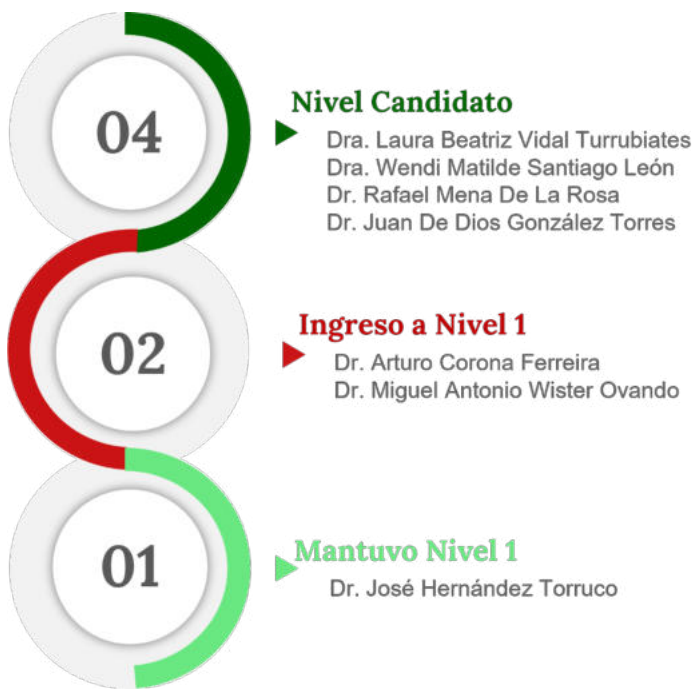 04
Nivel Candidato
Dra. Laura Beatriz Vidal Turrubiates
Dra. Wendi Matilde Santiago León
Dr. Rafael Mena De La Rosa
Dr. Juan De Dios González Torres
02
Ingreso a Nivel 1
Dr. Arturo Corona Ferreira
Dr. Miguel Antonio Wister Ovando
01
Mantuvo Nivel 1
Dr. José Hernández Torruco